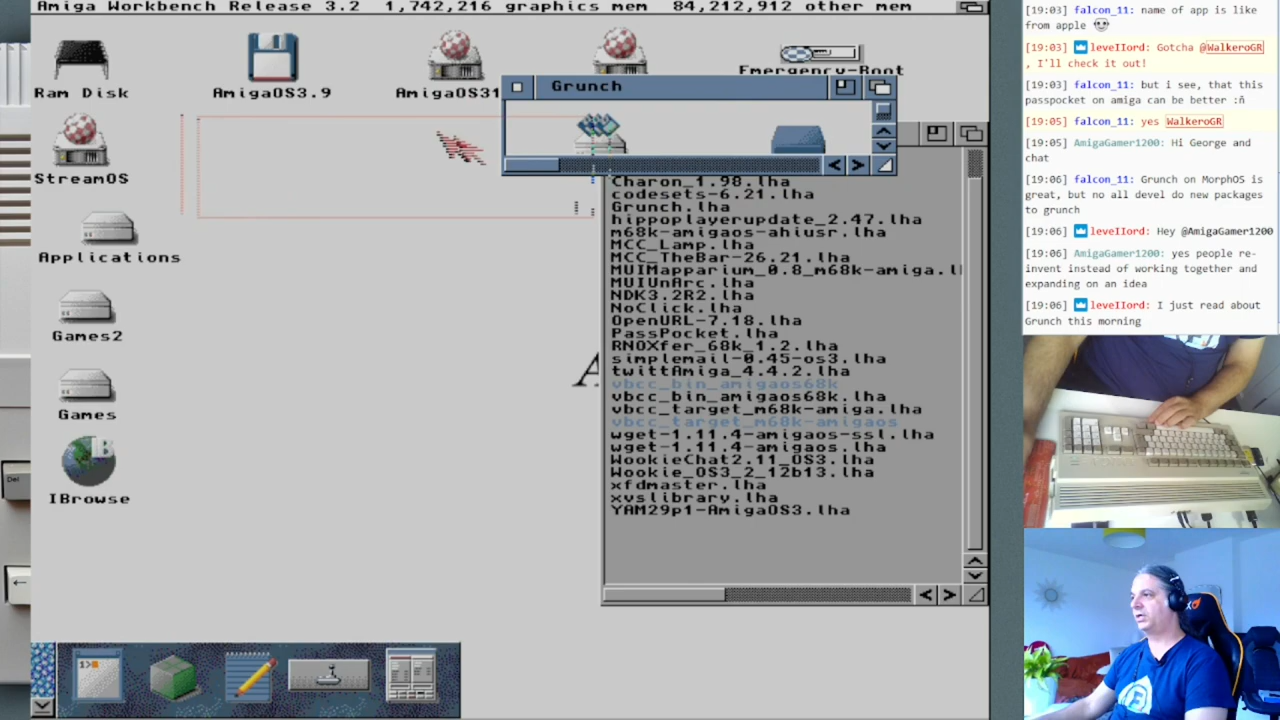 Amiga Workbench Release 3.2   1,742,216 graphics mem   84,212,912 other mem
Ram Disk
AmigaOS3.9
AmigaOS31
Emergency-Root
Grunch
StreamOS
Applications
Games2
Games
IBrowse
Charon_1.98.lha
codesets-6.21.lha
Grunch.lha
hippoplayerupdate_2.47.lha
m68k-amigaos-ahiusr.lha
MCC_Lamp.lha
MCC_TheBar-26.21.lha
MUIMapparium_0.8_m68k-amiga.l
MUIUnArc.lha
NDK3.2R2.lha
NoClick.lha
OpenURL-7.18.lha
PassPocket.lha
RNOXfer_68k_1.2.lha
simplemail-0.45-os3.lha
twittAmiga_4.4.2.lha
vbcc_bin_amigaos68k
vbcc_bin_amigaos68k.lha
vbcc_target_m68k-amiga.lha
vbcc_target_m68k-amigaos
wget-1.11.4-amigaos-ssl.lha
wget-1.11.4-amigaos.lha
WookieChat2.11_OS3.lha
Wookie_OS3_2_12b13.lha
xfdmaster.lha
xvslibrary.lha
YAM29p1-AmigaOS3.lha
A
1>
Del
[19:03] falcon_11: name of app is like
from apple
[19:03] leveIIord: Gotcha @WalkeroGR
, I'll check it out!
[19:03] falcon_11: but i see, that this
passpocket on amiga can be better :ñ
[19:05] falcon_11: yes WalkeroGR
[19:05] AmigaGamer1200: Hi George and
chat
[19:06] falcon_11: Grunch on MorphOS is
great, but no all devel do new packages
to grunch
[19:06] leveIIord: Hey @AmigaGamer1200
[19:06] AmigaGamer1200: yes people re-
invent instead of working together and
expanding on an idea
[19:06] leveIIord: I just read about
Grunch this morning